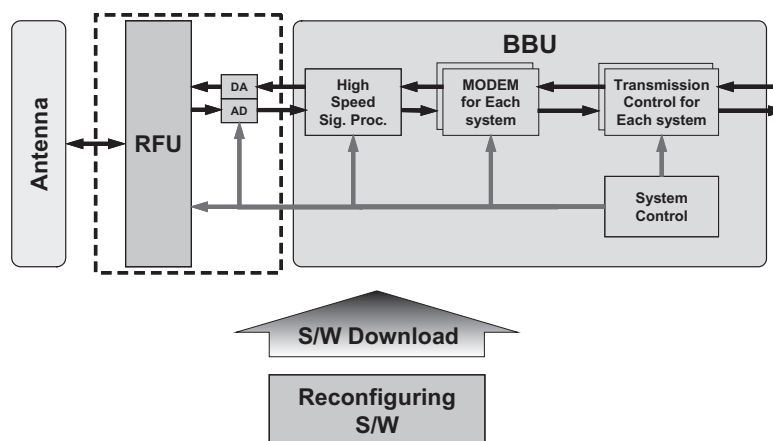 BBU
Antenna
RFU
DA
AD
High
Speed
Sig. Proc.
MODEM
for Each
system
Transmission
Control for
Each system
System
Control
S/W Download
Reconfiguring
S/W